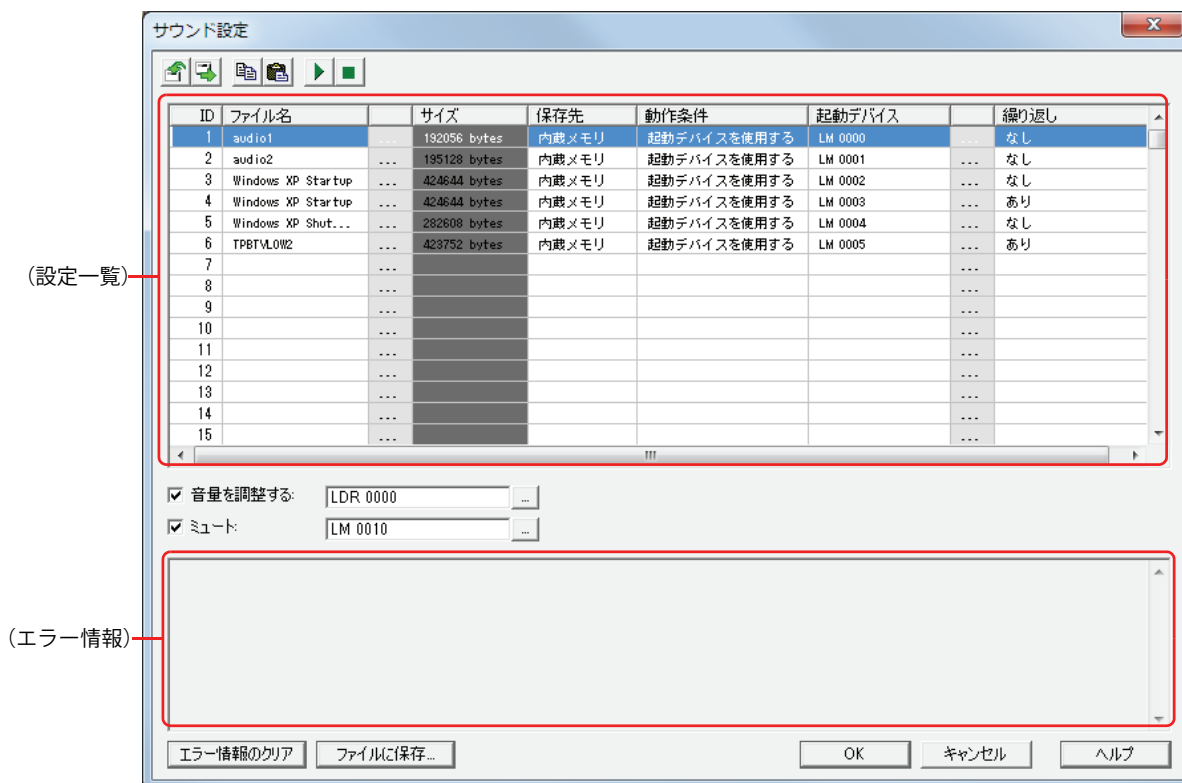 サウンド設定
ID ファイル名 サイズ 保存先 動作条件 起動デバイス 繰り返し
1 audio1 ... 192056 bytes 内蔵メモリ 起動デバイスを使用する LM 0000 ... なし
2 audio2 ... 195128 bytes 内蔵メモリ 起動デバイスを使用する LM 0001 ... なし
3 Windows XP Startup ... 424644 bytes 内蔵メモリ 起動デバイスを使用する LM 0002 ... なし
4 Windows XP Startup ... 424644 bytes 内蔵メモリ 起動デバイスを使用する LM 0003 ... あり
5 Windows XP Shut... ... 282608 bytes 内蔵メモリ 起動デバイスを使用する LM 0004 ... なし
6 TPBTVLOW2 ... 423752 bytes 内蔵メモリ 起動デバイスを使用する LM 0005 ... あり
7 ... ...
(設定一覧)
8 ... ...
9 ... ...
10 ... ...
11 ... ...
12 ... ...
13 ... ...
14 ... ...
15 ... ...
音量を調整する: LDR 0000 ...
ミュート: LM 0010 ...
(エラー情報)
エラー情報のクリア ファイルに保存... OK キャンセル ヘルプ